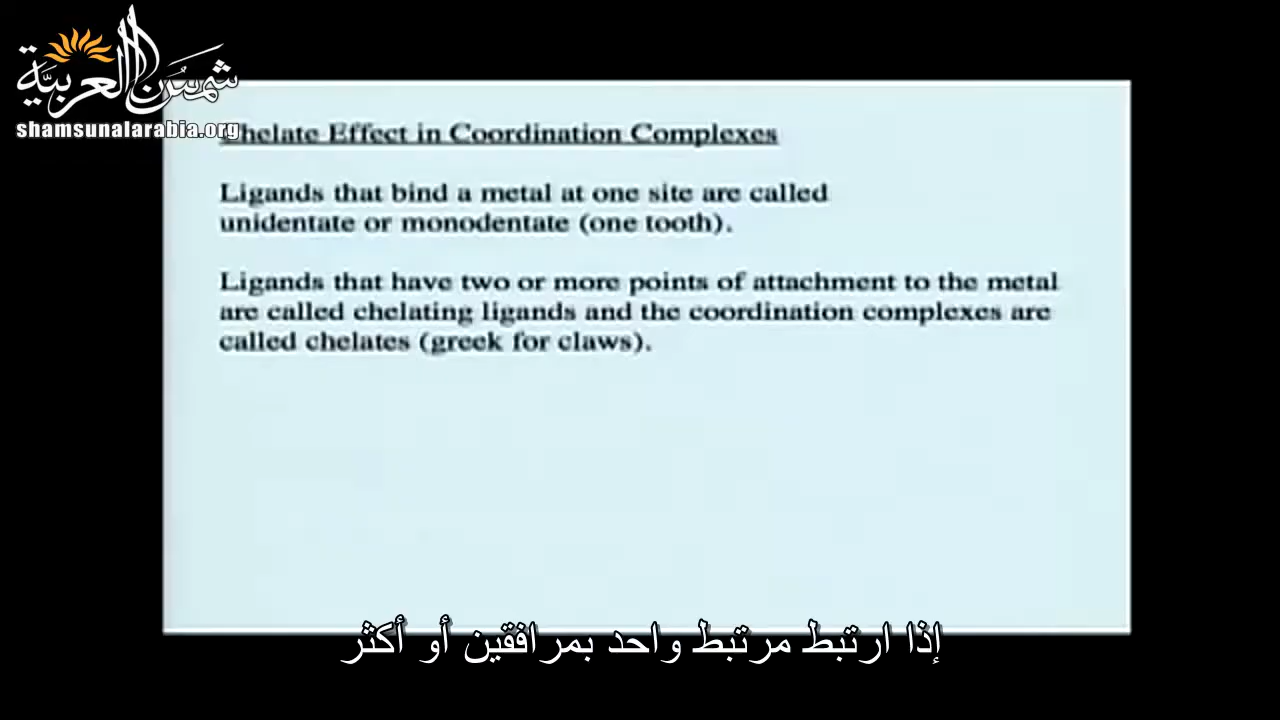 شمس العربية
shamsunalarabia.org
Chelate Effect in Coordination Complexes
Ligands that bind a metal at one site are called
unidentate or monodentate (one tooth).
Ligands that have two or more points of attachment to the metal
are called chelating ligands and the coordination complexes are
called chelates (greek for claws).
إذا ارتبط مرتبط واحد بمرافقين أو أكثر